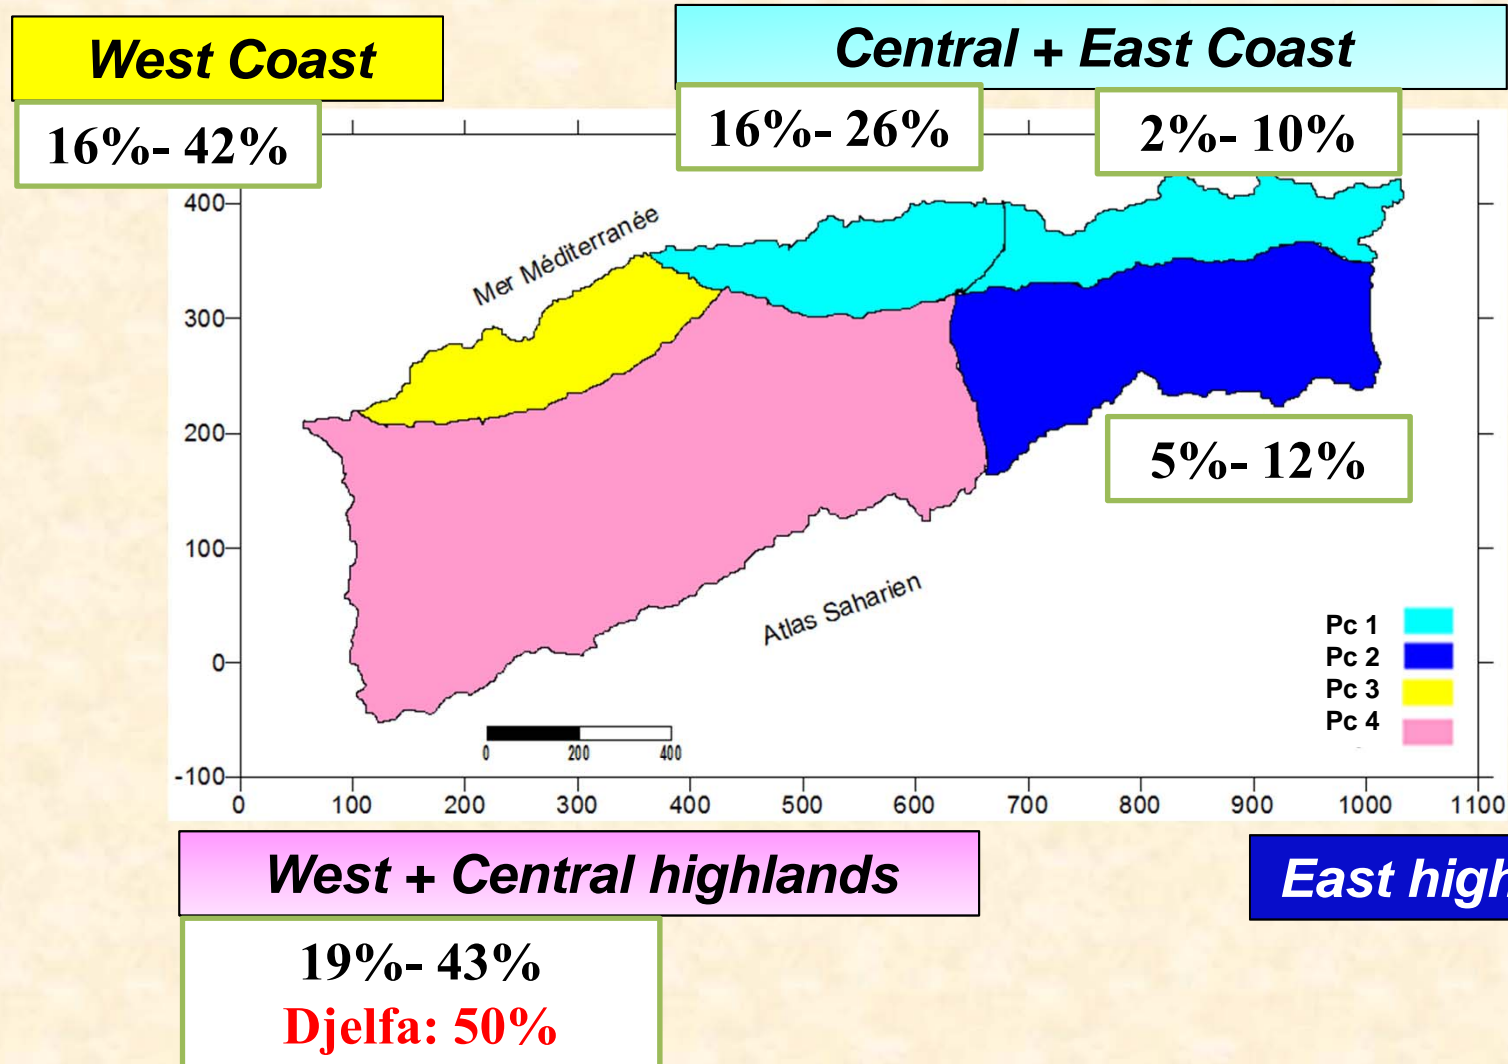 West Coast
Central + East Coast
16%- 42%
16%- 26%
2%- 10%
Mer Méditerranée
400
300
200
100
0
-100
5%- 12%
Atlas Saharien
Pc 1
Pc 2
Pc 3
Pc 4
0 200 400
0 100 200 300 400 500 600 700 800 900 1000 1100
West + Central highlands
East high
19%- 43%
Djelfa: 50%